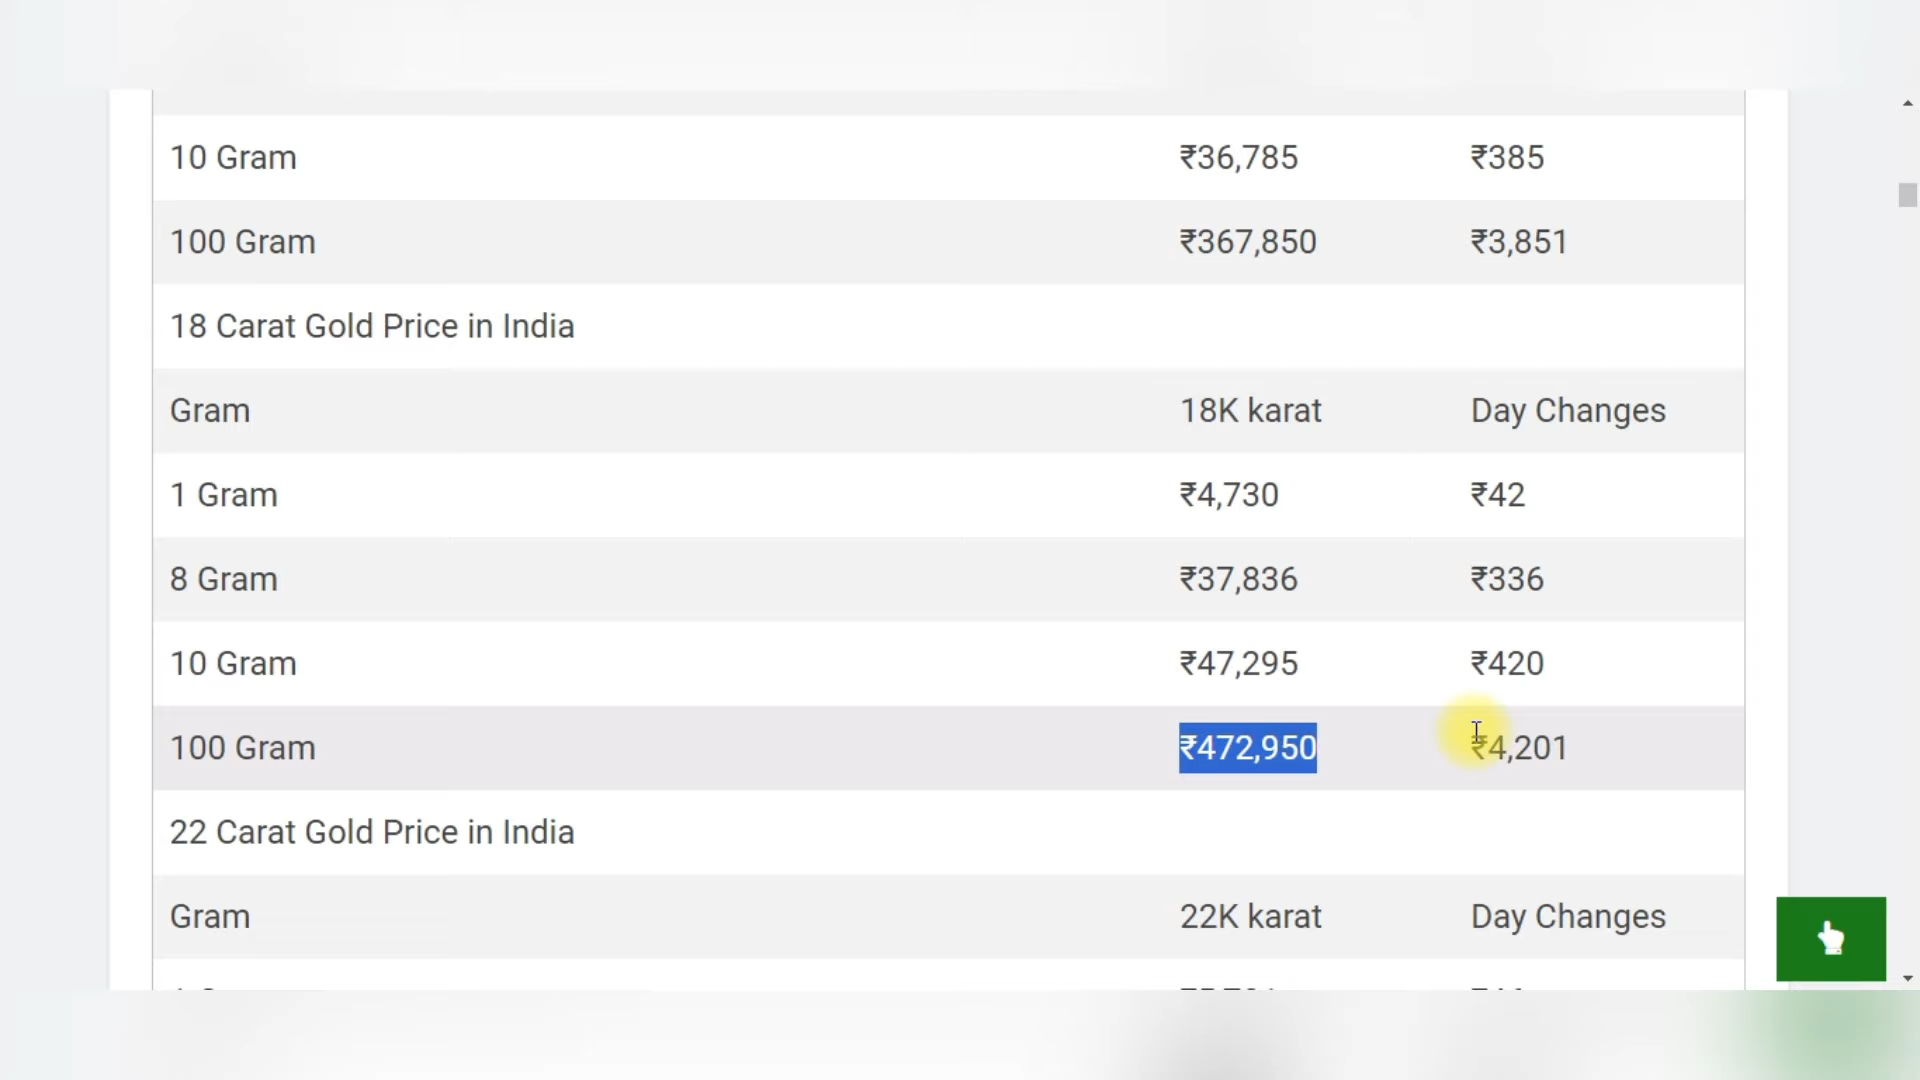 10 Gram ₹36,785 ₹385
100 Gram ₹367,850 ₹3,851
18 Carat Gold Price in India
Gram 18K karat Day Changes
1 Gram ₹4,730 ₹42
8 Gram ₹37,836 ₹336
10 Gram ₹47,295 ₹420
100 Gram ₹472,950 ₹4,201
22 Carat Gold Price in India
Gram 22K karat Day Changes